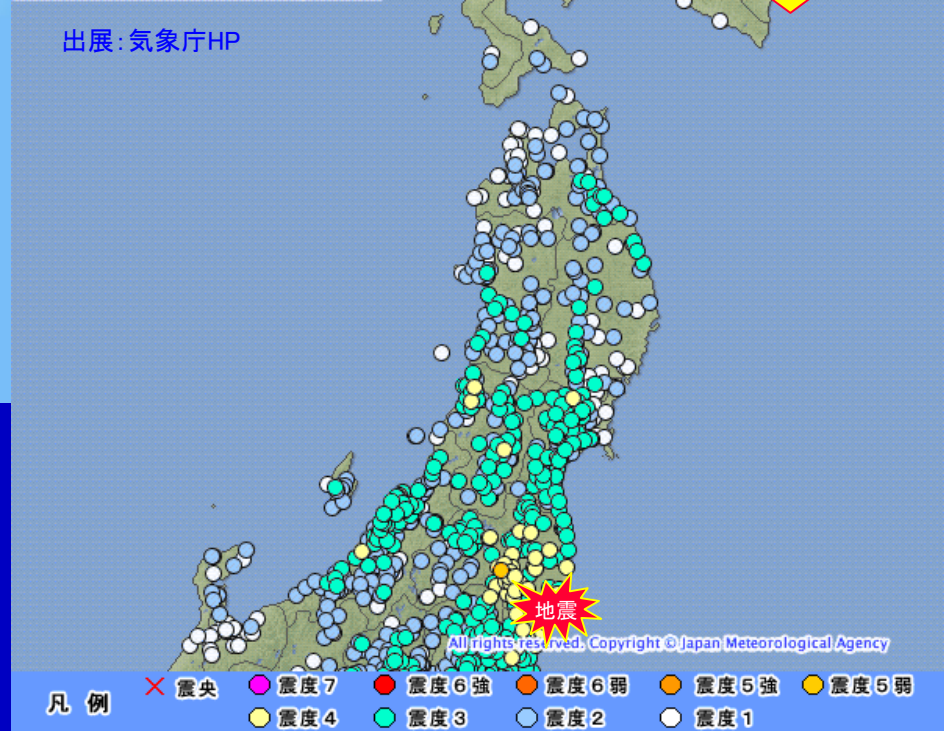 出展：気象庁HP
地震
All rights reserved. Copyright © Japan Meteorological Agency
凡 例
震央 震度7 震度6強 震度6弱 震度5強 震度5弱
震度4 震度3 震度2 震度1